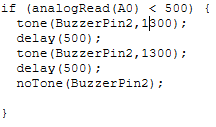 if (analogRead(A0) < 500) {
tone(BuzzerPin2,1300);
delay(500);
tone(BuzzerPin2,1300);
delay(500);
noTone(BuzzerPin2);
}